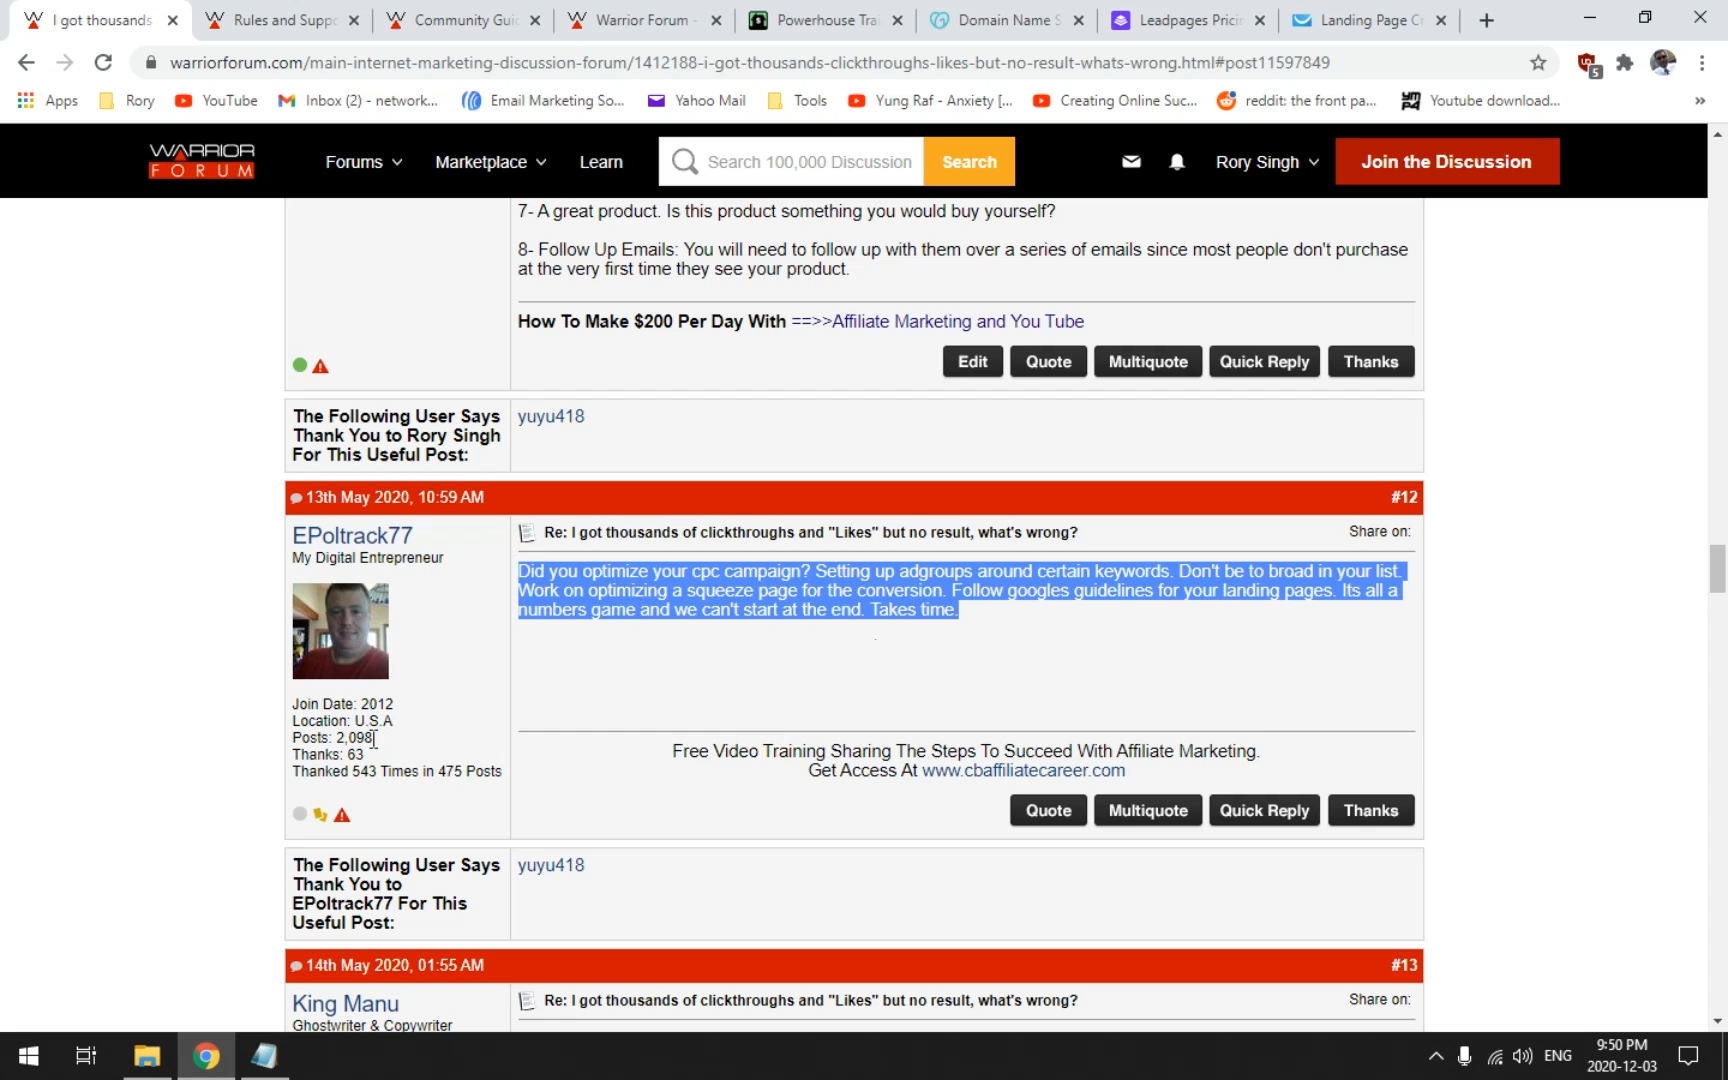 I got thousands
Rules and Suppo
Community Guid
Warrior Forum -
Powerhouse Trai
Domain Name S
Leadpages Pricin
Landing Page Cr
warriorforum.com/main-internet-marketing-discussion-forum/1412188-i-got-thousands-clickthroughs-likes-but-no-result-whats-wrong.html#post11597849
5
Apps
Rory
YouTube
Inbox (2) - network...
Email Marketing So...
Yahoo Mail
Tools
Yung Raf - Anxiety [...
Creating Online Suc...
reddit: the front pa...
Youtube download...
WARRIOR
FORUM
Forums
Marketplace
Learn
Search 100,000 Discussion
Search
Rory Singh
Join the Discussion
7- A great product. Is this product something you would buy yourself?
8- Follow Up Emails: You will need to follow up with them over a series of emails since most people don't purchase
at the very first time they see your product.
How To Make $200 Per Day With ==>>Affiliate Marketing and You Tube
Edit
Quote
Multiquote
Quick Reply
Thanks
The Following User Says
Thank You to Rory Singh
For This Useful Post:
yuyu418
13th May 2020, 10:59 AM
#12
EPoltrack77
My Digital Entrepreneur
Re: I got thousands of clickthroughs and "Likes" but no result, what's wrong?
Share on:
Did you optimize your cpc campaign? Setting up adgroups around certain keywords. Don't be to broad in your list.
Work on optimizing a squeeze page for the conversion. Follow googles guidelines for your landing pages. Its all a
numbers game and we can't start at the end. Takes time.
Join Date: 2012
Location: U.S.A
Posts: 2,098
Thanks: 63
Thanked 543 Times in 475 Posts
Free Video Training Sharing The Steps To Succeed With Affiliate Marketing.
Get Access At www.cbaffiliatecareer.com
Quote
Multiquote
Quick Reply
Thanks
The Following User Says
Thank You to
EPoltrack77 For This
Useful Post:
yuyu418
14th May 2020, 01:55 AM
#13
King Manu
Ghostwriter & Copywriter
Re: I got thousands of clickthroughs and "Likes" but no result, what's wrong?
Share on:
ENG
9:50 PM
2020-12-03